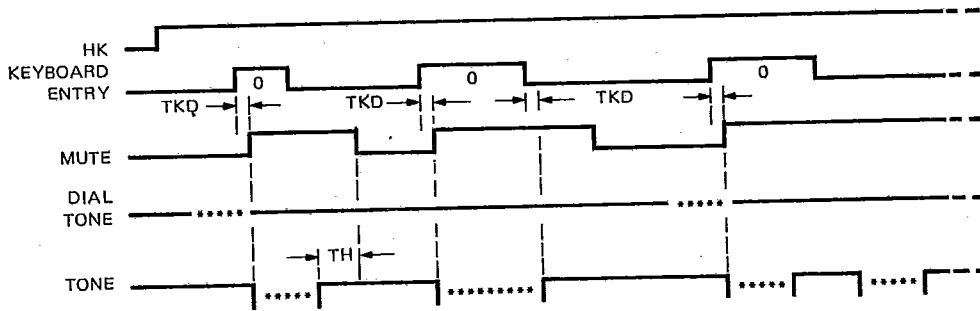 HK
KEYBOARD
ENTRY
0
0
0
TKD
TKD
TKD
MUTE
DIAL
TONE
*****
*****
TH
TONE
*****
*********
*****
*****